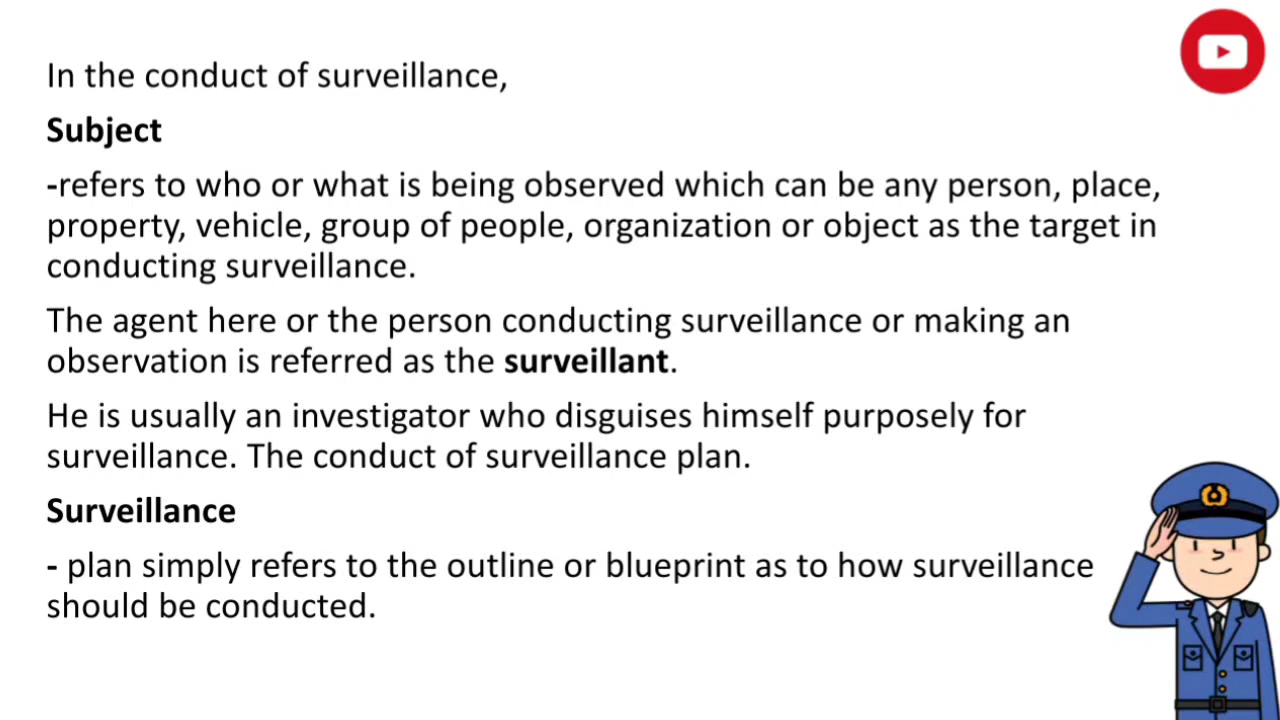 In the conduct of surveillance,
Subject
-refers to who or what is being observed which can be any person, place,
property, vehicle, group of people, organization or object as the target in
conducting surveillance.
The agent here or the person conducting surveillance or making an
observation is referred as the surveillant.
He is usually an investigator who disguises himself purposely for
surveillance. The conduct of surveillance plan.
Surveillance
- plan simply refers to the outline or blueprint as to how surveillance
should be conducted.